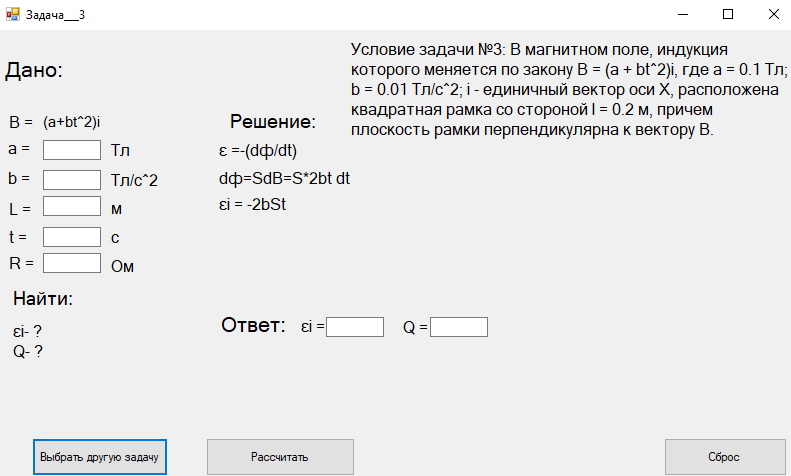 Задача___3
Условие задачи №3: В магнитном поле, индукция
которого меняется по закону B = (a + bt^2)i, где a = 0.1 Тл;
b = 0.01 Тл/с^2; i - единичный вектор оси X, расположена
квадратная рамка со стороной l = 0.2 м, причем
плоскость рамки перпендикулярна к вектору B.
Дано:
B = (a+bt^2)i
a = Тл
b = Тл/с^2
L = м
t = с
R = Ом
Найти:
εi- ?
Q- ?
Решение:
ε =-(dф/dt)
dф=SdB=S*2bt dt
εi = -2bSt
Ответ: εi = Q =
Выбрать другую задачу
Рассчитать
Сброс